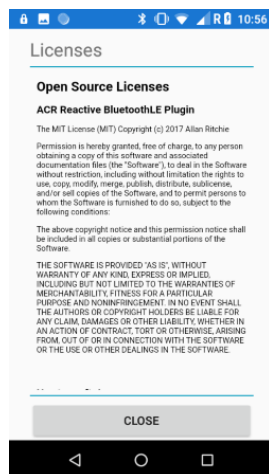 R 10:56
Licenses
Open Source Licenses
ACR Reactive BluetoothLE Plugin
The MIT License (MIT) Copyright (c) 2017 Allan Ritchie
Permission is hereby granted, free of charge, to any person
obtaining a copy of this software and associated
documentation files (the "Software"), to deal in the Software
without restriction, including without limitation the rights to
use, copy, modify, merge, publish, distribute, sublicense,
and/or sell copies of the Software, and to permit persons to
whom the Software is furnished to do so, subject to the
following conditions:
The above copyright notice and this permission notice shall
be included in all copies or substantial portions of the
Software.
THE SOFTWARE IS PROVIDED "AS IS", WITHOUT
WARRANTY OF ANY KIND, EXPRESS OR IMPLIED,
INCLUDING BUT NOT LIMITED TO THE WARRANTIES OF
MERCHANTABILITY, FITNESS FOR A PARTICULAR
PURPOSE AND NONINFRINGEMENT. IN NO EVENT SHALL
THE AUTHORS OR COPYRIGHT HOLDERS BE LIABLE FOR
ANY CLAIM, DAMAGES OR OTHER LIABILITY, WHETHER IN
AN ACTION OF CONTRACT, TORT OR OTHERWISE, ARISING
FROM, OUT OF OR IN CONNECTION WITH THE SOFTWARE
OR THE USE OR OTHER DEALINGS IN THE SOFTWARE.
CLOSE